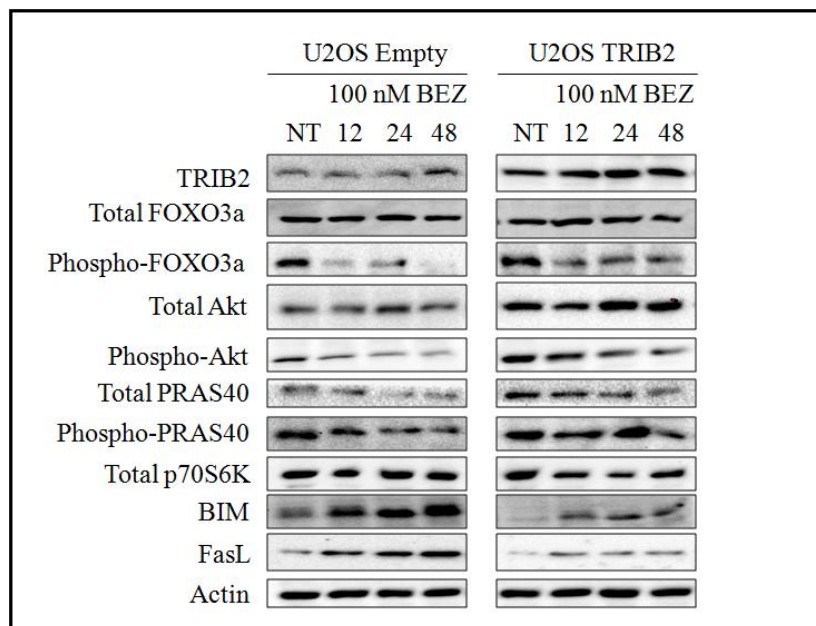 U2OS Empty U2OS TRIB2
100 nM BEZ 100 nM BEZ
NT 12 24 48 NT 12 24 48
TRIB2
Total FOXO3a
Phospho-FOXO3a
Total Akt
Phospho-Akt
Total PRAS40
Phospho-PRAS40
Total p70S6K
BIM
FasL
Actin